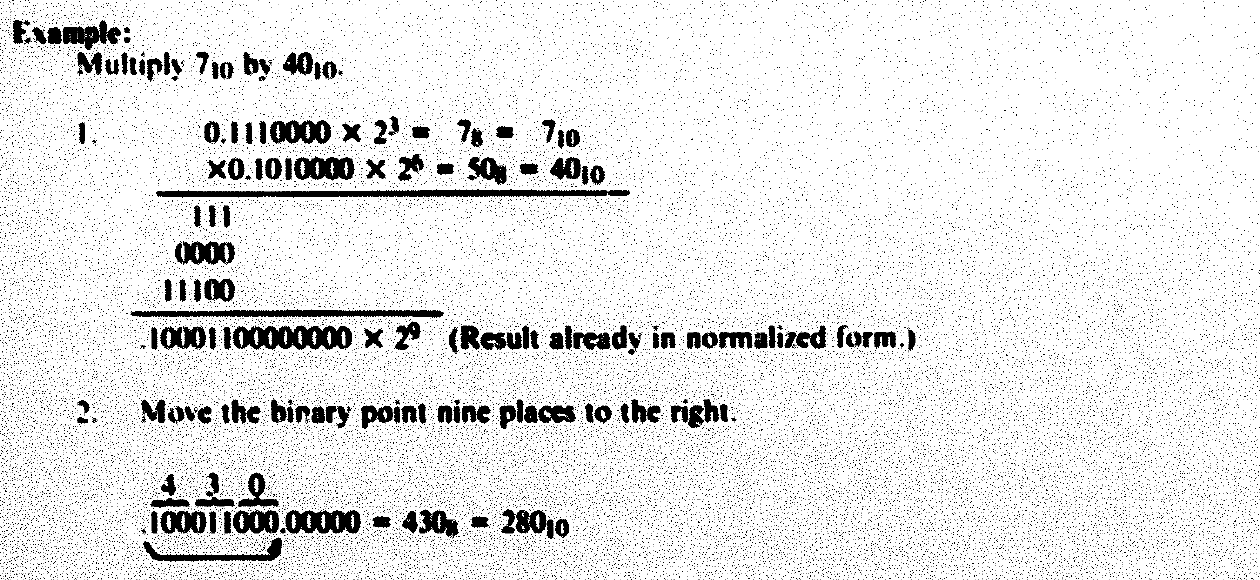 Example:
Multiply 7₁₀ by 40₁₀.
1. 0.1110000 × 2³ = 7₈ = 7₁₀
×0.1010000 × 2⁶ = 50₈ = 40₁₀
111
0000
11100
.10001100000000 × 2⁹ (Result already in normalized form.)
2. Move the binary point nine places to the right.
4 3 0
.100011000.00000 = 430₈ = 280₁₀